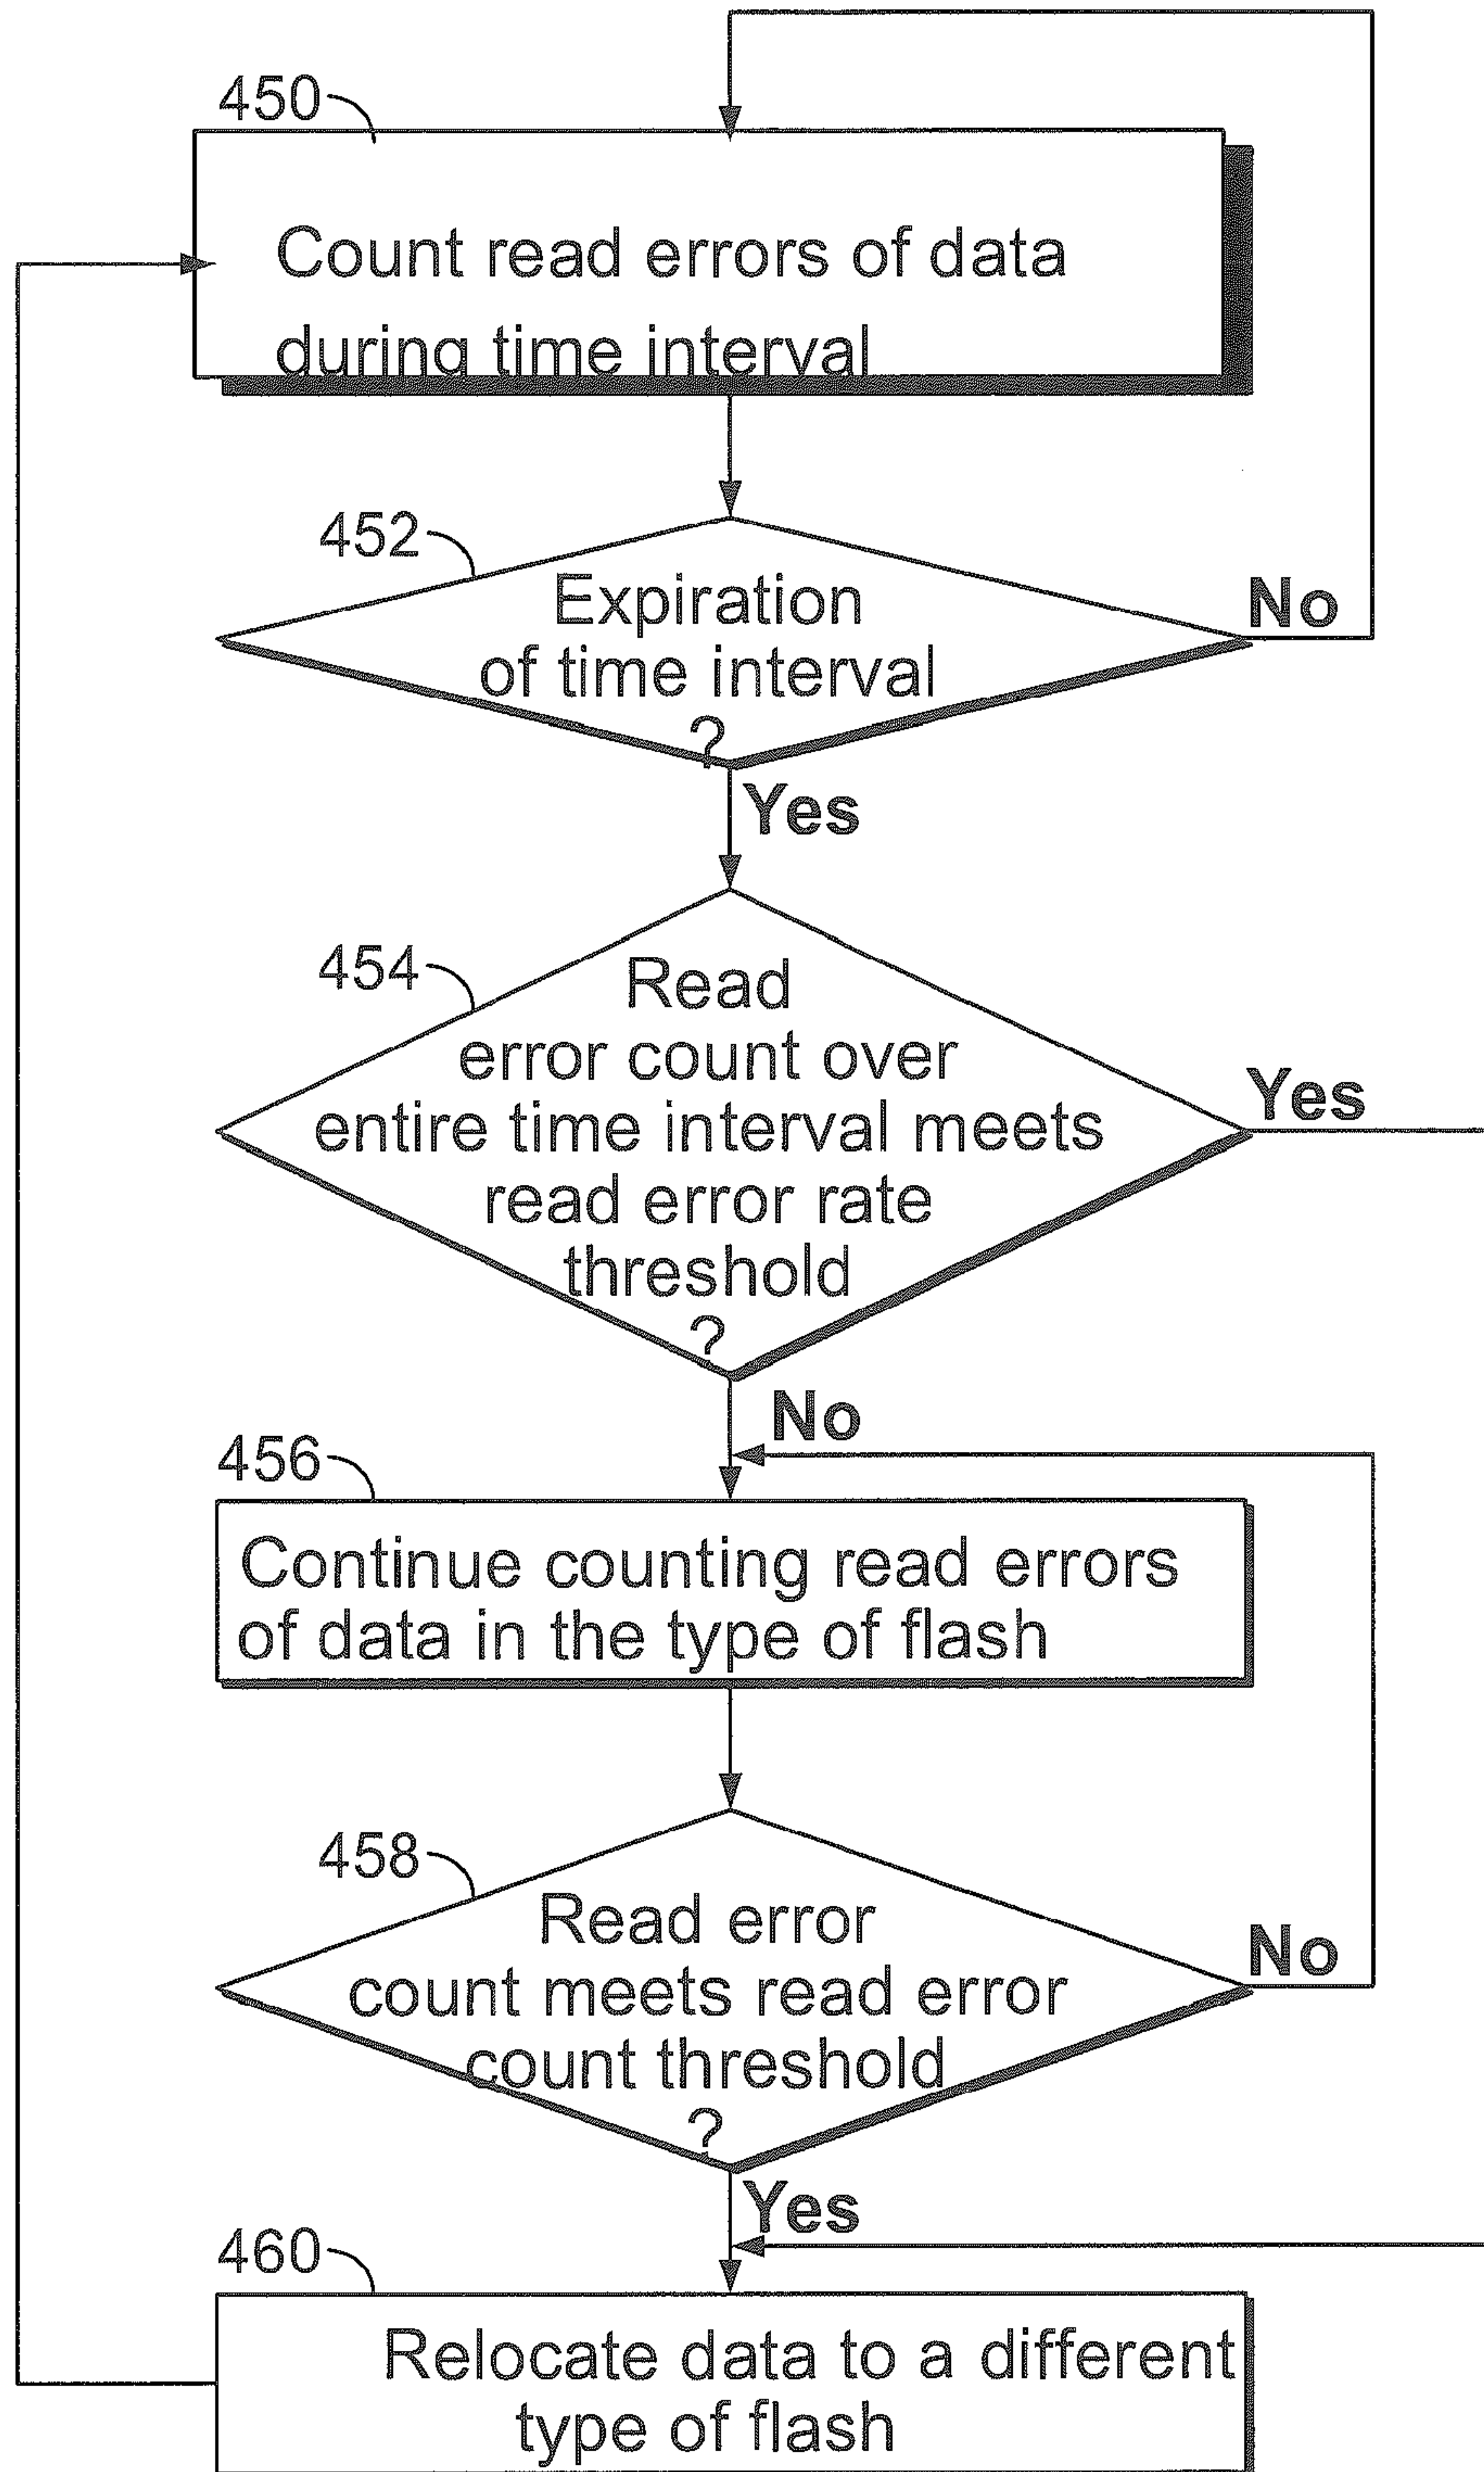 450
Count read errors of data
during time interval
452
Expiration
of time interval
?
No
Yes
454
Read
error count over
entire time interval meets
read error rate
threshold
?
Yes
No
456
Continue counting read errors
of data in the type of flash
458
Read error
count meets read error
count threshold
?
No
Yes
460
Relocate data to a different
type of flash